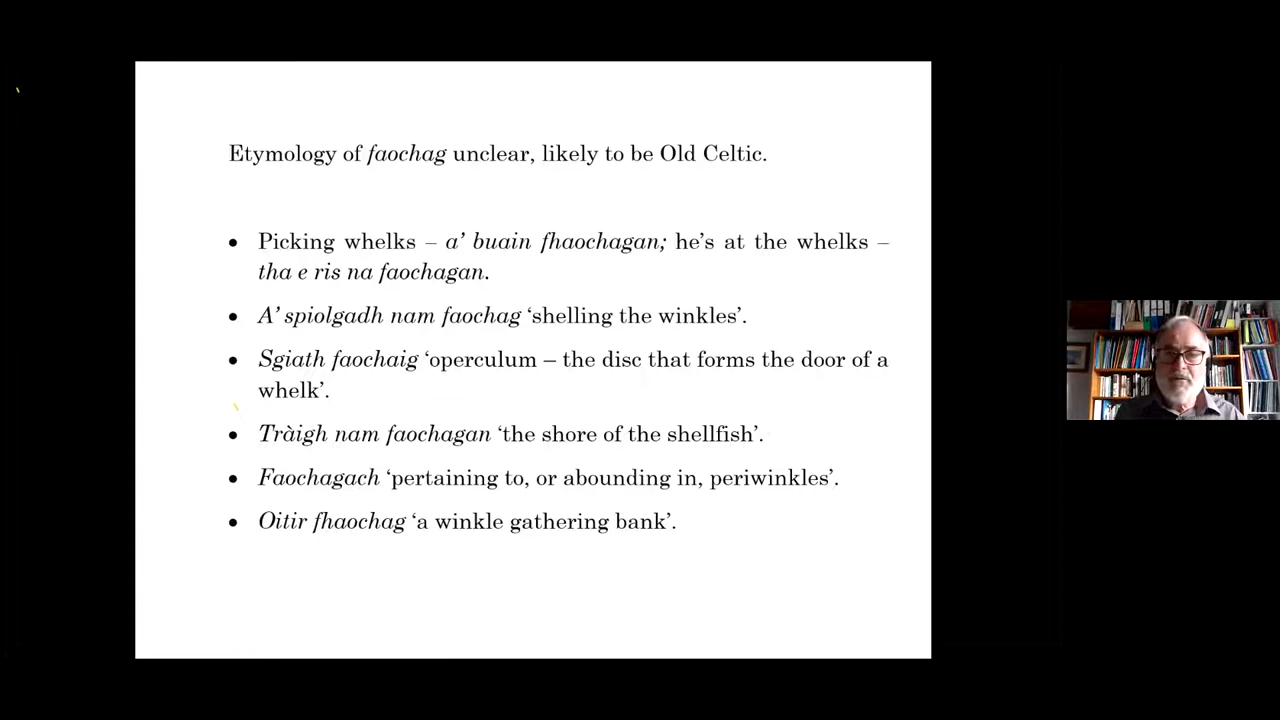 Etymology of faochag unclear, likely to be Old Celtic.
• Picking whelks – a’ buain fhaochagan; he’s at the whelks –
tha e ris na faochagan.
• A’ spiolgadh nam faochag ‘shelling the winkles’.
• Sgiath faochaig ‘operculum – the disc that forms the door of a
whelk’.
• Tràigh nam faochagan ‘the shore of the shellfish’.
• Faochagach ‘pertaining to, or abounding in, periwinkles’.
• Oitir fhaochag ‘a winkle gathering bank’.